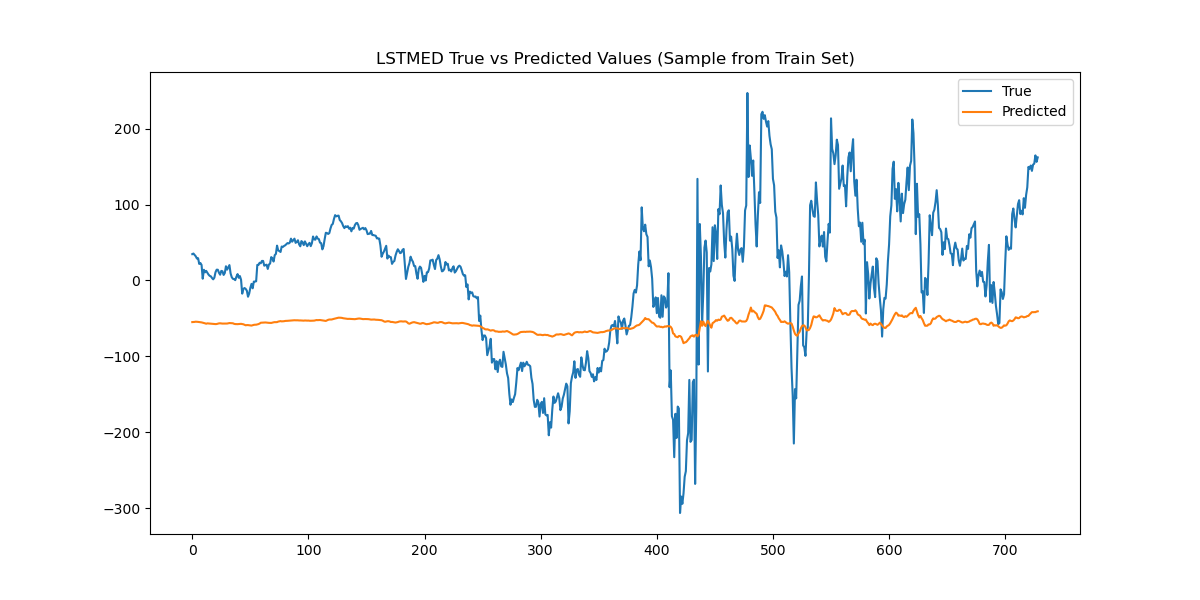 LSTMED True vs Predicted Values (Sample from Train Set)
True
Predicted
200
100
0
−100
−200
−300
0 100 200 300 400 500 600 700